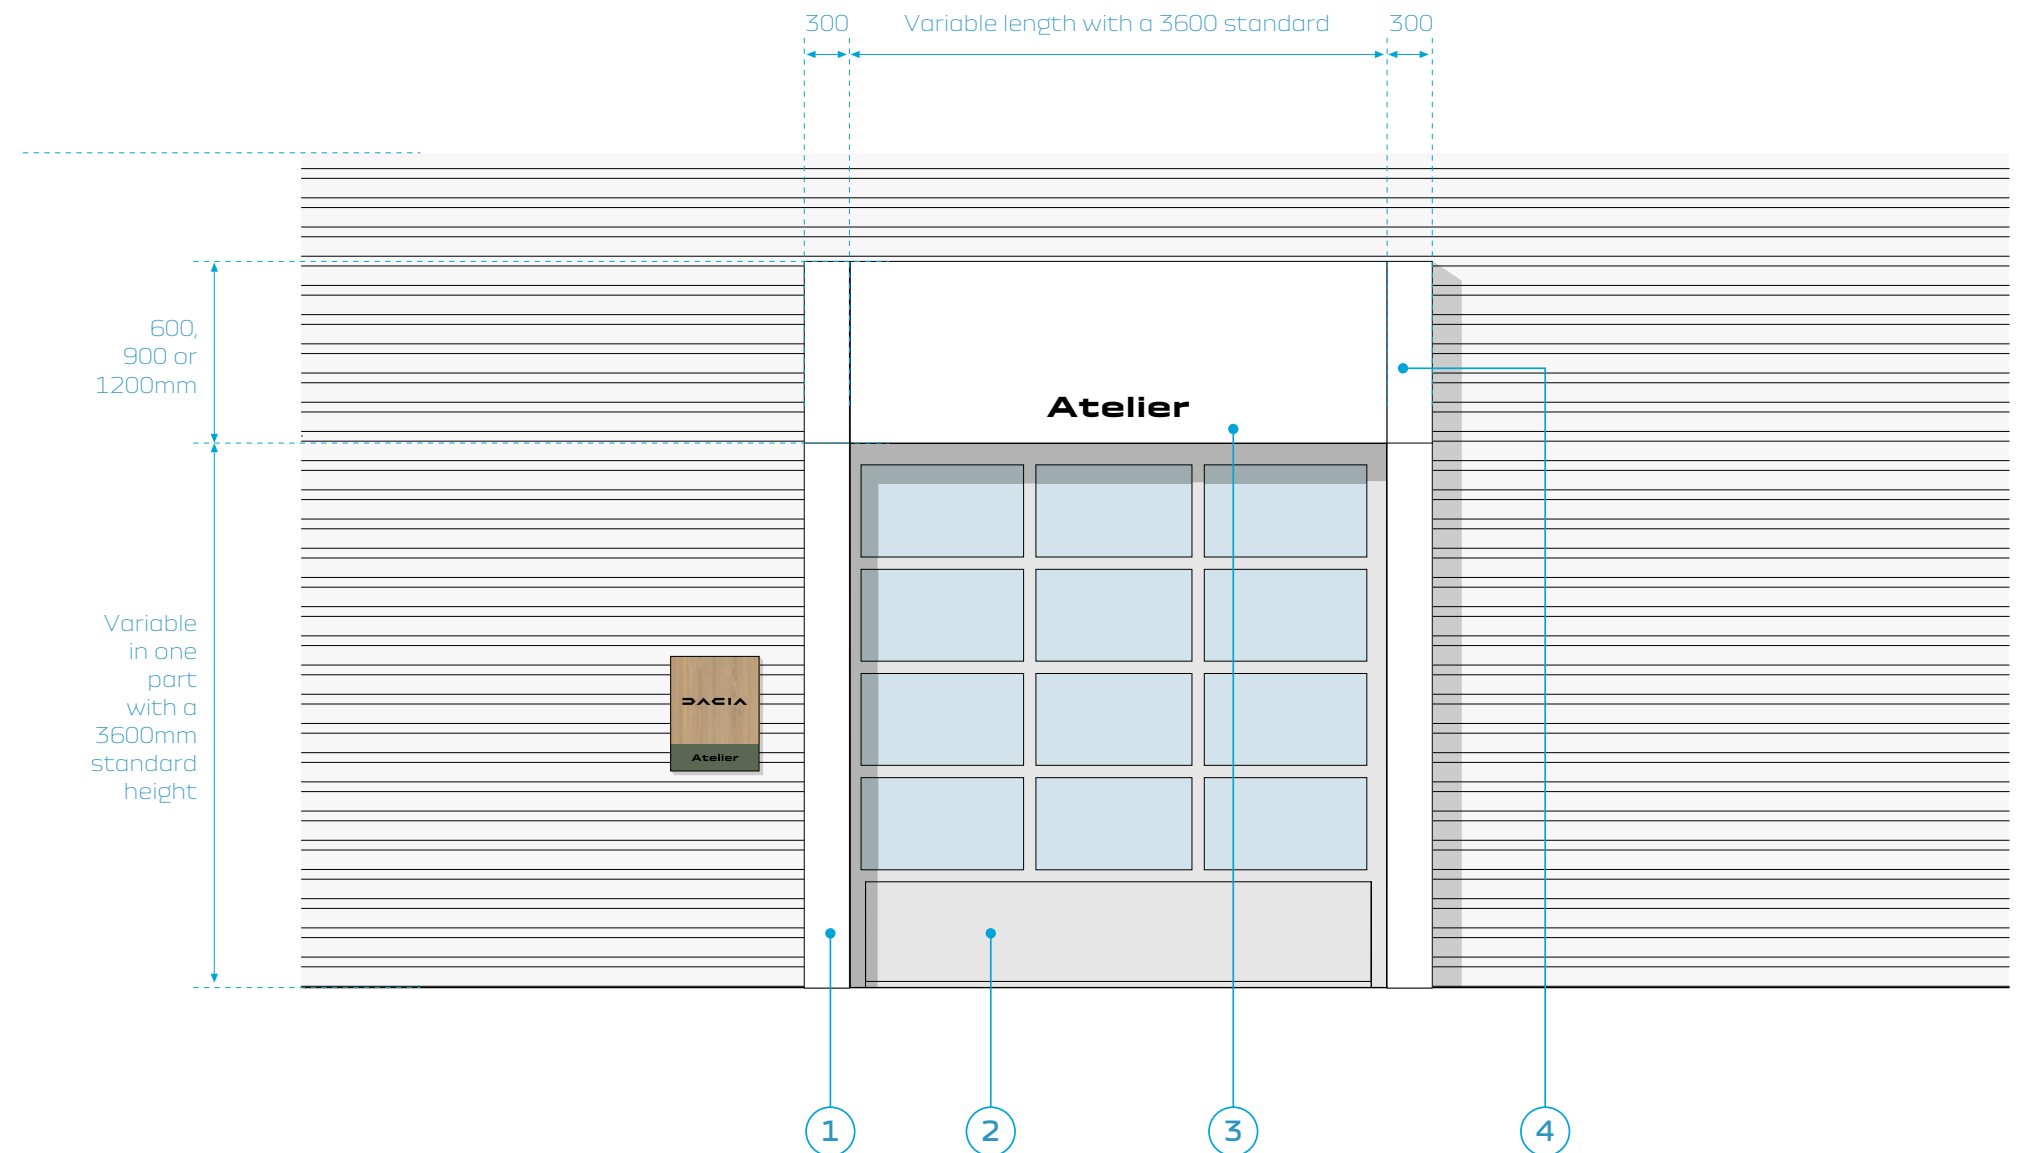 300
Variable length with a 3600 standard
300
600,
900 or
1200mm
Atelier
Variable
in one
part
with a
3600mm
standard
height
DACIA
Atelier
1
2
3
4